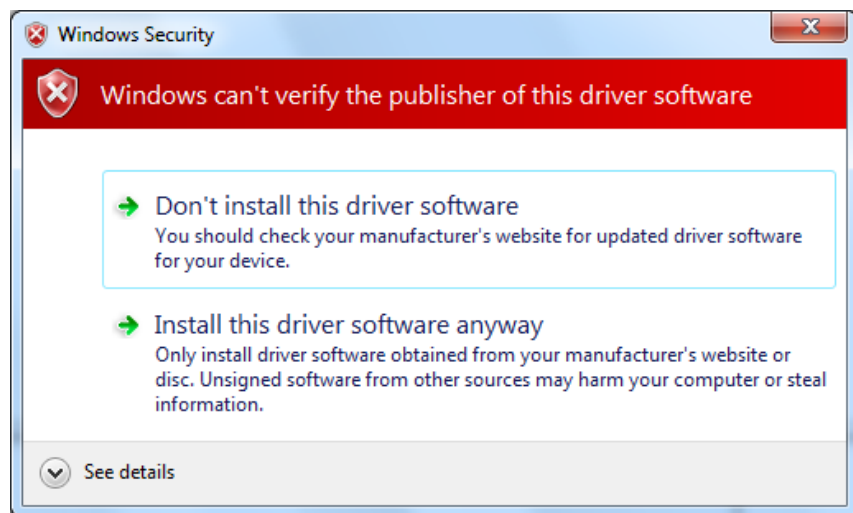 Windows Security
Windows can't verify the publisher of this driver software
Don't install this driver software
You should check your manufacturer's website for updated driver software
for your device.
Install this driver software anyway
Only install driver software obtained from your manufacturer's website or
disc. Unsigned software from other sources may harm your computer or steal
information.
See details